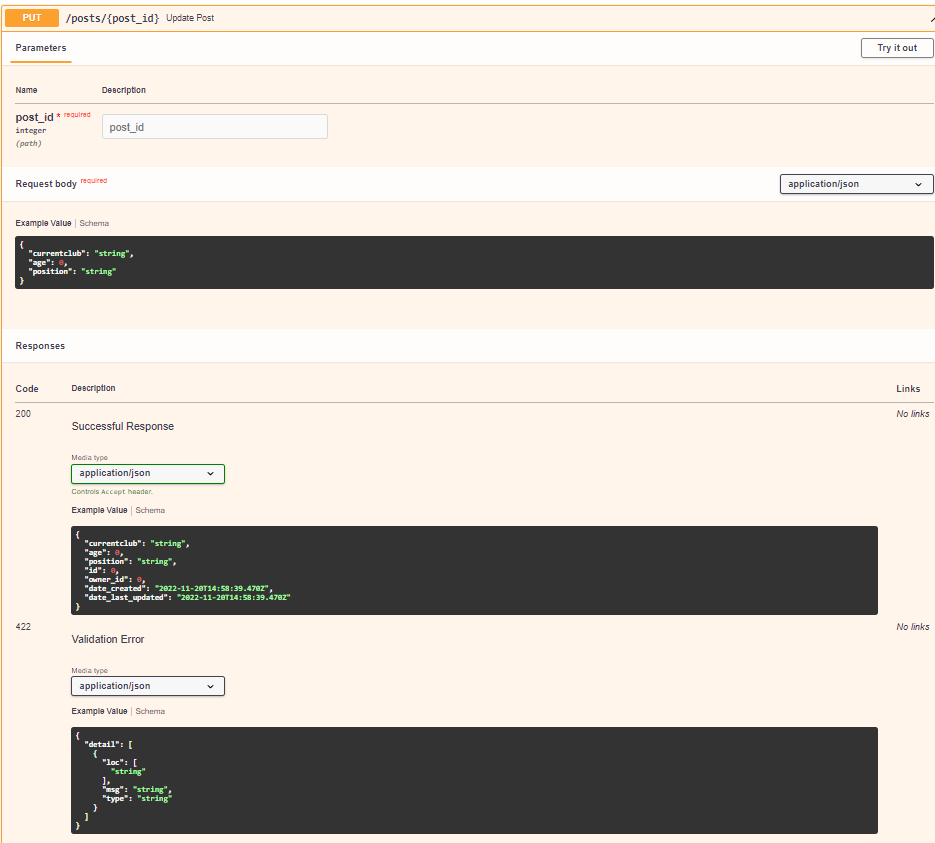 PUT /posts/{post_id} Update Post
Parameters
Try it out
Name Description
post_id * required
integer
(path)
post_id
Request body required
application/json
Example Value | Schema
{
  "currentclub": "string",
  "age": 0,
  "position": "string"
}
Responses
Code Description Links
200 No links
Successful Response
Media type
application/json
Controls Accept header.
Example Value | Schema
{
  "currentclub": "string",
  "age": 0,
  "position": "string",
  "id": 0,
  "owner_id": 0,
  "date_created": "2022-11-20T14:58:39.470Z",
  "date_last_updated": "2022-11-20T14:58:39.470Z"
}
422 No links
Validation Error
Media type
application/json
Example Value | Schema
{
  "detail": [
    {
      "loc": [
        "string"
      ],
      "msg": "string",
      "type": "string"
    }
  ]
}